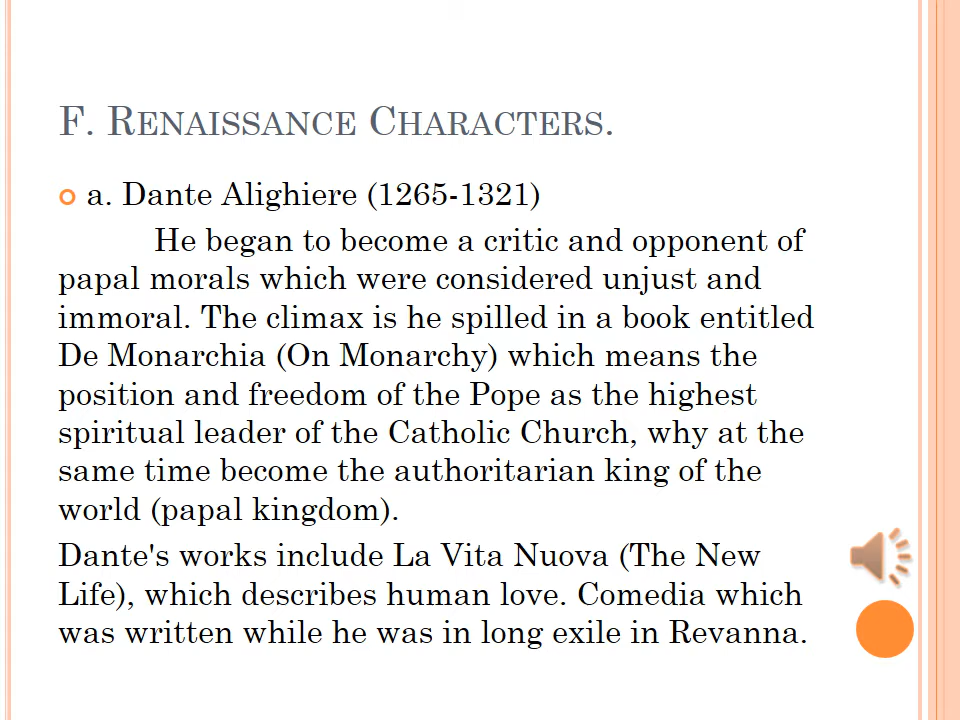 F. Renaissance Characters.
a. Dante Alighiere (1265-1321)
He began to become a critic and opponent of
papal morals which were considered unjust and
immoral. The climax is he spilled in a book entitled
De Monarchia (On Monarchy) which means the
position and freedom of the Pope as the highest
spiritual leader of the Catholic Church, why at the
same time become the authoritarian king of the
world (papal kingdom).
Dante's works include La Vita Nuova (The New
Life), which describes human love. Comedia which
was written while he was in long exile in Revanna.